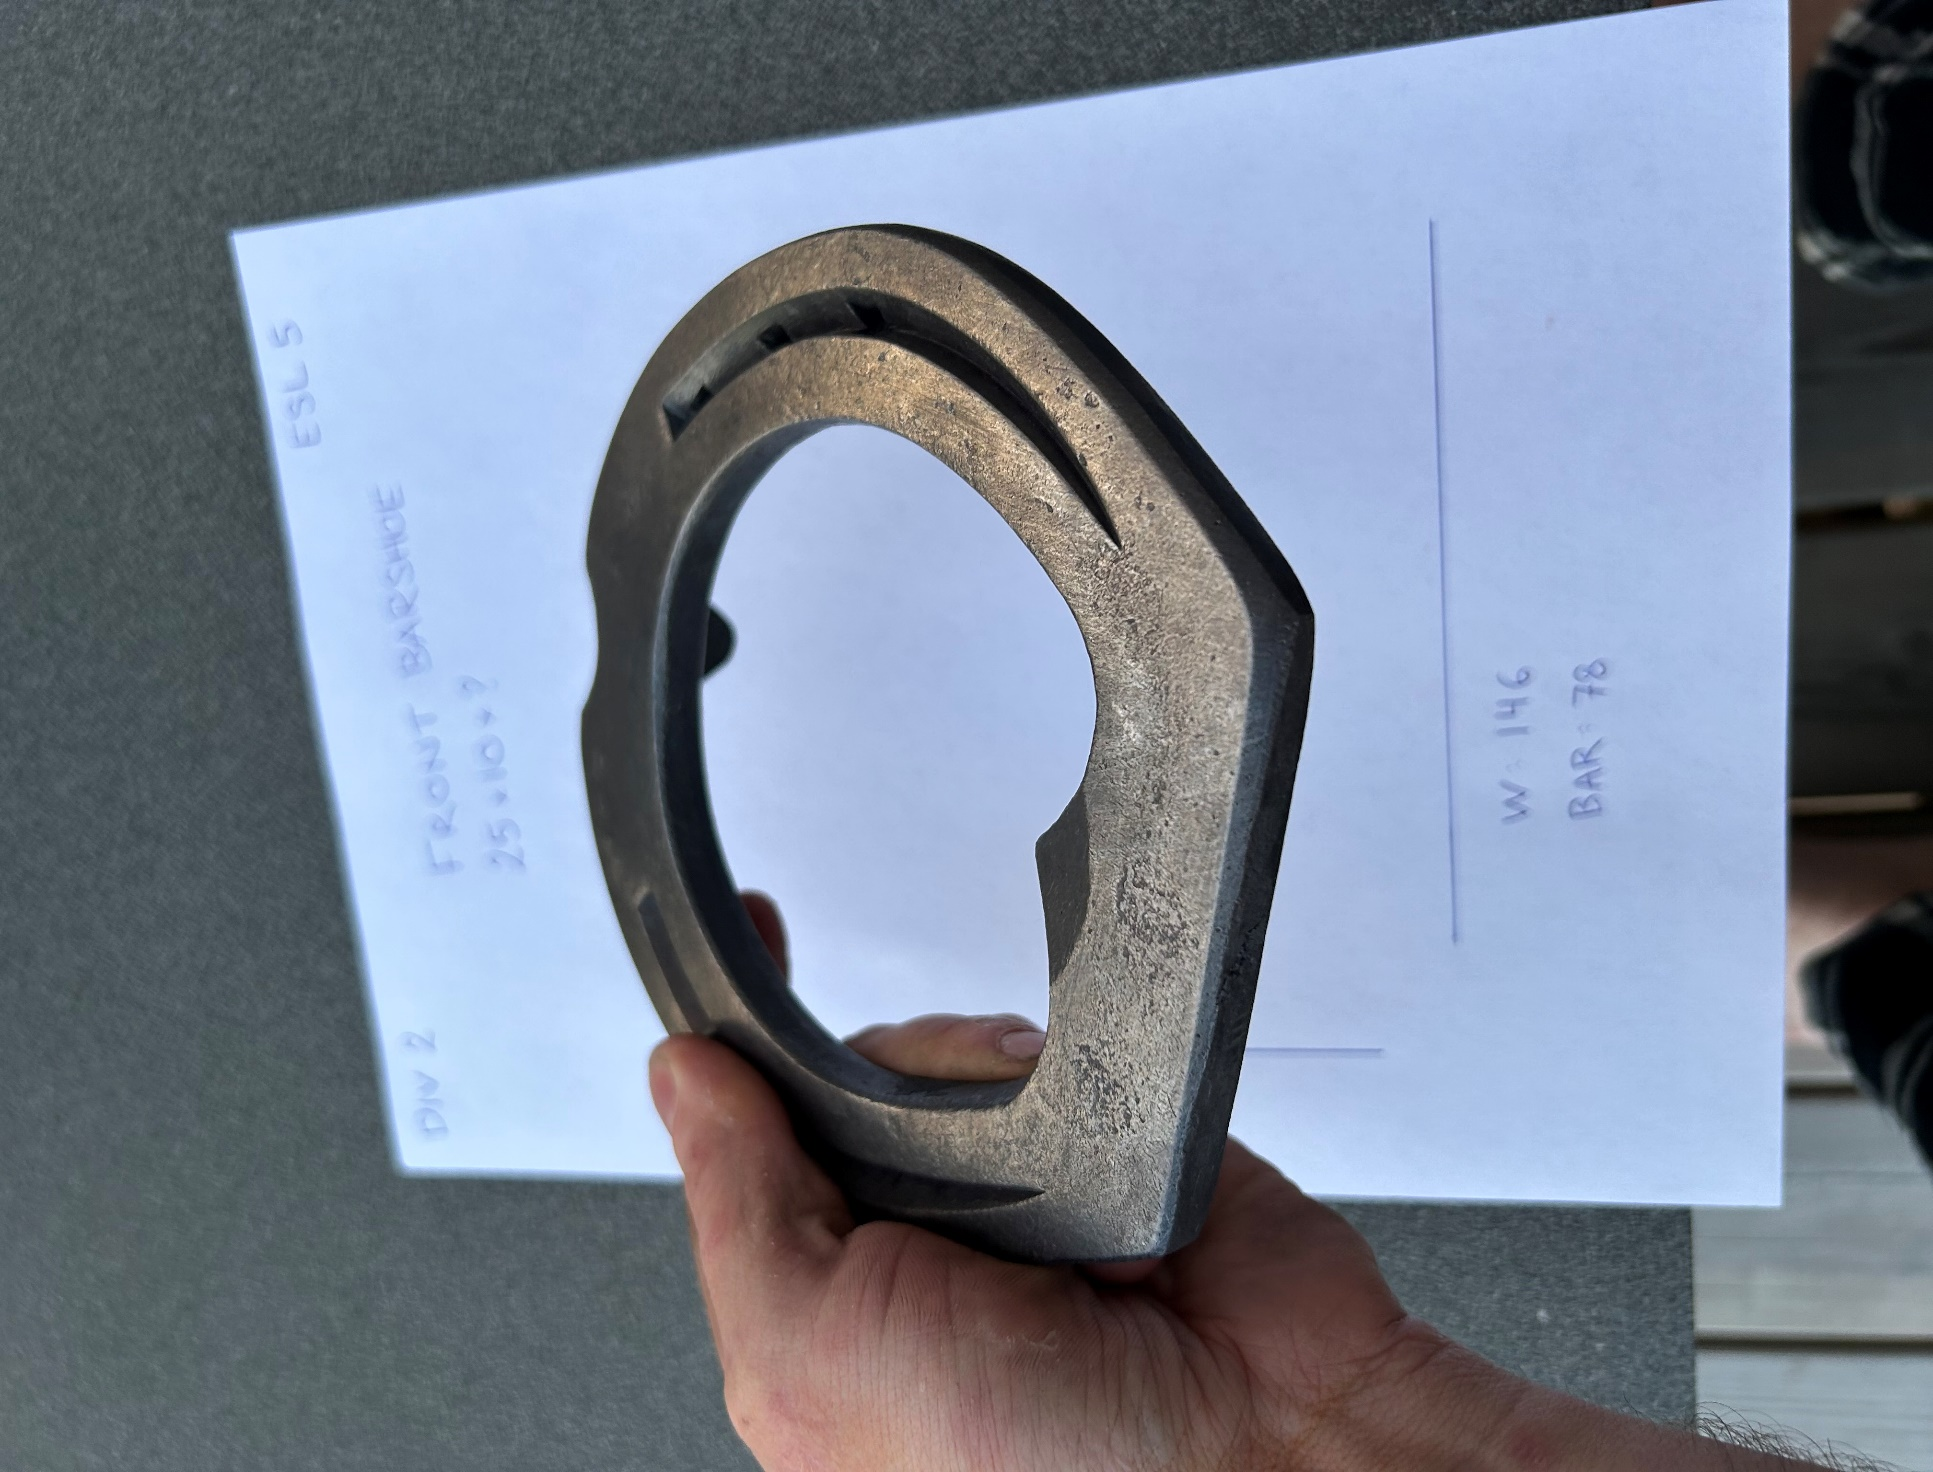 DIV 2
ESL 5
FRONT BARSHOE
25 x 10 x ?
W: 146
BAR: 78